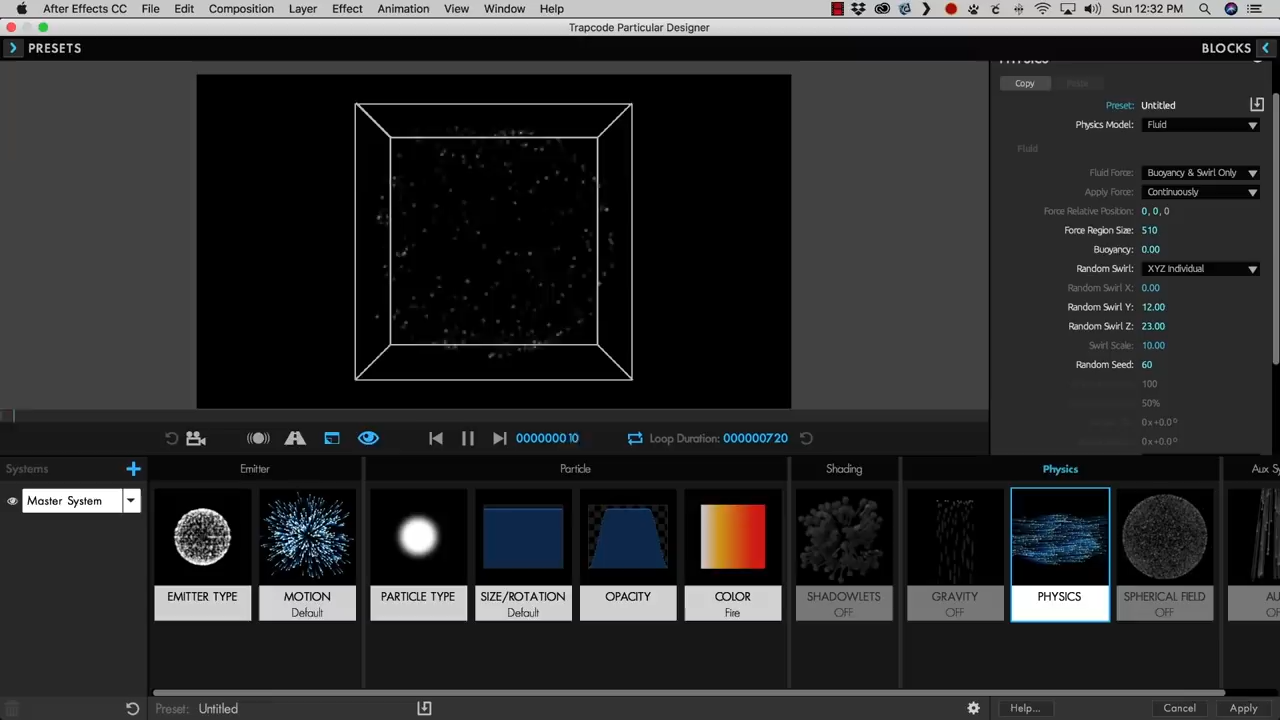 After Effects CC File Edit Composition Layer Effect Animation View Window Help Sun 12:32 PM
Trapcode Particular Designer
PRESETS
BLOCKS
PHYSICS
Copy Paste
Preset: Untitled
Physics Model: Fluid
Fluid
Fluid Force: Buoyancy & Swirl Only
Apply Force: Continuously
Force Relative Position: 0, 0, 0
Force Region Size: 510
Buoyancy: 0.00
Random Swirl: XYZ Individual
Random Swirl X: 0.00
Random Swirl Y: 12.00
Random Swirl Z: 23.00
Swirl Scale: 10.00
Random Seed: 60
100
50%
0x+0.0°
0x+0.0°
000000010
Loop Duration: 000000720
Systems
Emitter
Particle
Shading
Physics
Aux Sy
Master System
EMITTER TYPE
MOTION
Default
PARTICLE TYPE
SIZE/ROTATION
Default
OPACITY
COLOR
Fire
SHADOWLETS
OFF
GRAVITY
OFF
PHYSICS
SPHERICAL FIELD
OFF
AU
OF
Preset: Untitled
Help... Cancel Apply